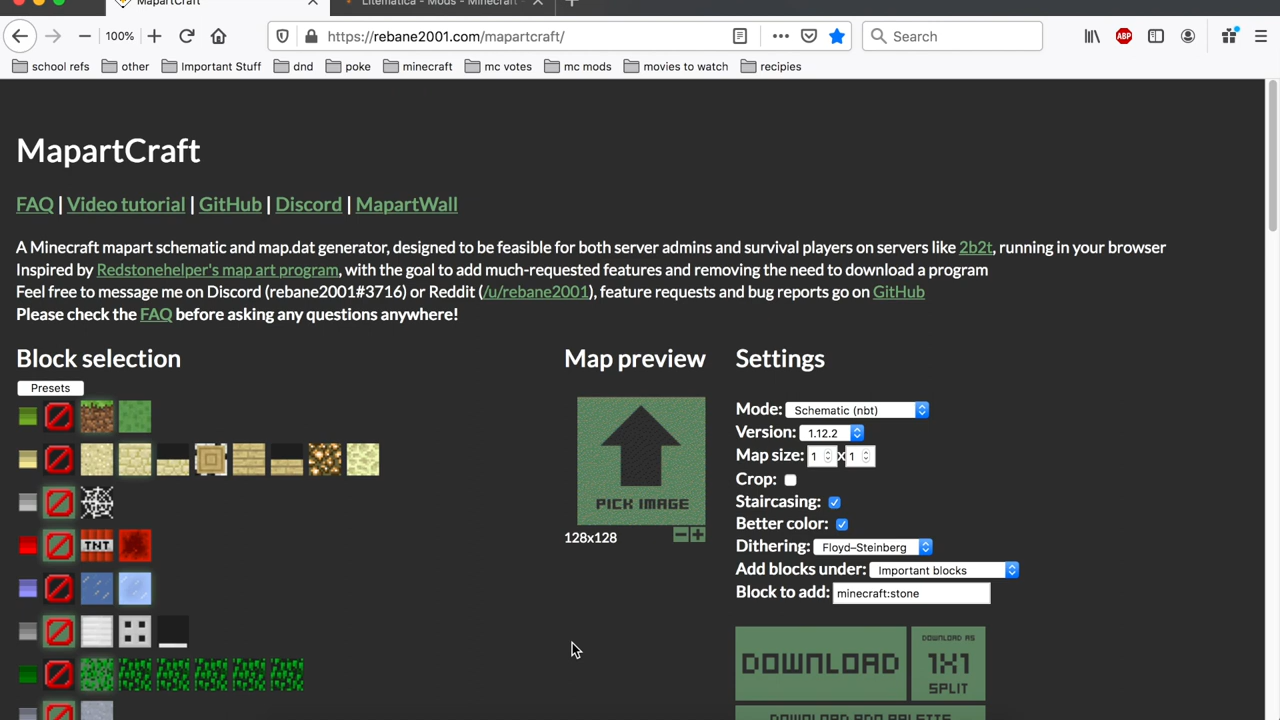 MapartCraft
Litematica - Mods - Minecraft
100%
https://rebane2001.com/mapartcraft/
Search
ABP
school refs
other
Important Stuff
dnd
poke
minecraft
mc votes
mc mods
movies to watch
recipies
MapartCraft
FAQ | Video tutorial | GitHub | Discord | MapartWall
A Minecraft mapart schematic and map.dat generator, designed to be feasible for both server admins and survival players on servers like 2b2t, running in your browser
Inspired by Redstonehelper's map art program, with the goal to add much-requested features and removing the need to download a program
Feel free to message me on Discord (rebane2001#3716) or Reddit (/u/rebane2001), feature requests and bug reports go on GitHub
Please check the FAQ before asking any questions anywhere!
Block selection
Presets
TNT
Map preview
PICK IMAGE
128x128
Settings
Mode: Schematic (nbt)
Version: 1.12.2
Map size: 1 x 1
Crop:
Staircasing:
Better color:
Dithering: Floyd–Steinberg
Add blocks under: Important blocks
Block to add: minecraft:stone
DOWNLOAD
DOWNLOAD AS
1X1
SPLIT